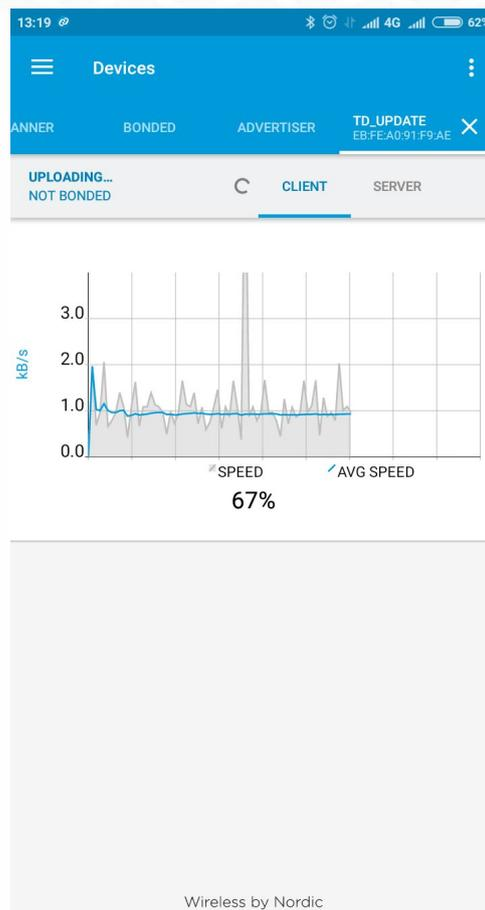 13:19 4G 62%
Devices
ANNER BONDED ADVERTISER TD_UPDATE
EB:FE:A0:91:F9:AE
UPLOADING...
NOT BONDED
CLIENT SERVER
3.0
2.0
1.0
0.0
kB/s
SPEED AVG SPEED
67%
Wireless by Nordic